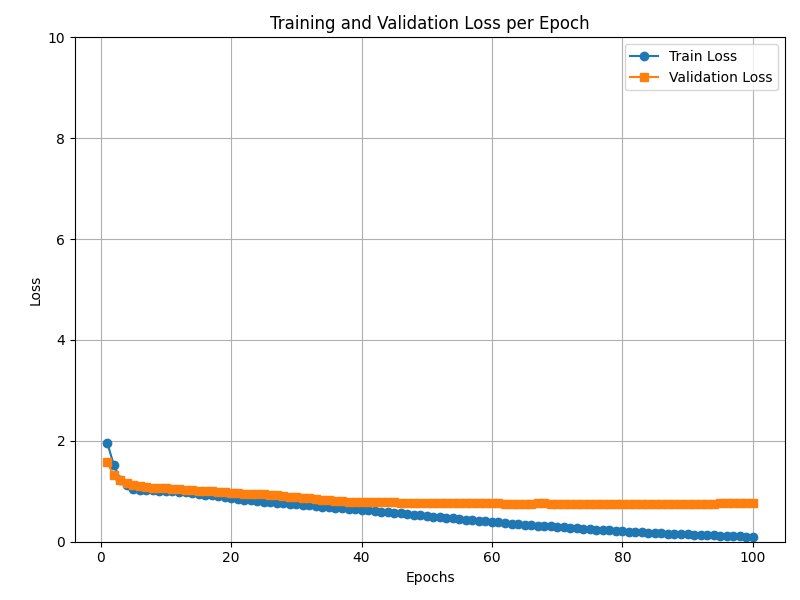 Training and Validation Loss per Epoch
Train Loss
Validation Loss
Loss
10
8
6
4
2
0
0 20 40 60 80 100
Epochs